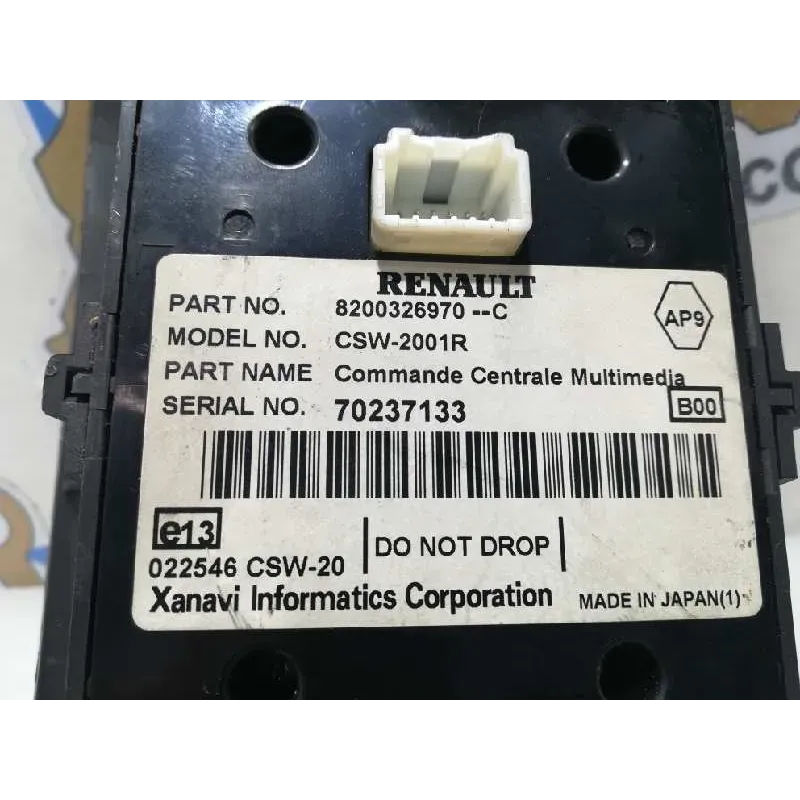 RENAULT
PART NO. 8200326970 --C
AP9
MODEL NO. CSW-2001R
PART NAME Commande Centrale Multimedia
SERIAL NO. 70237133
B00
e13
022546 CSW-20
DO NOT DROP
Xanavi Informatics Corporation MADE IN JAPAN(1)